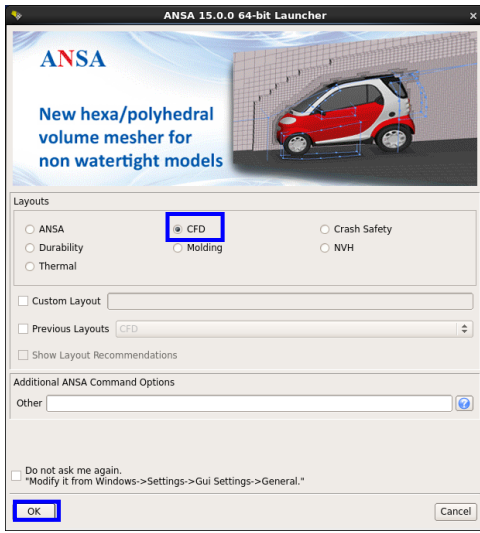 ANSA 15.0.0 64-bit Launcher
ANSA
New hexa/polyhedral
volume mesher for
non watertight models
Layouts
ANSA
CFD
Crash Safety
Durability
Molding
NVH
Thermal
Custom Layout
Previous Layouts
CFD
Show Layout Recommendations
Additional ANSA Command Options
Other
Do not ask me again.
"Modify it from Windows->Settings->Gui Settings->General."
OK
Cancel